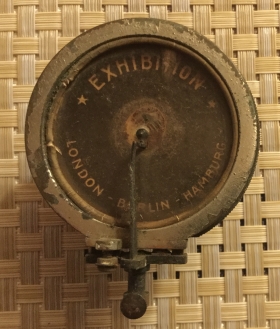 ★ EXHIBITION ★
LONDON - BERLIN - HAMBURG